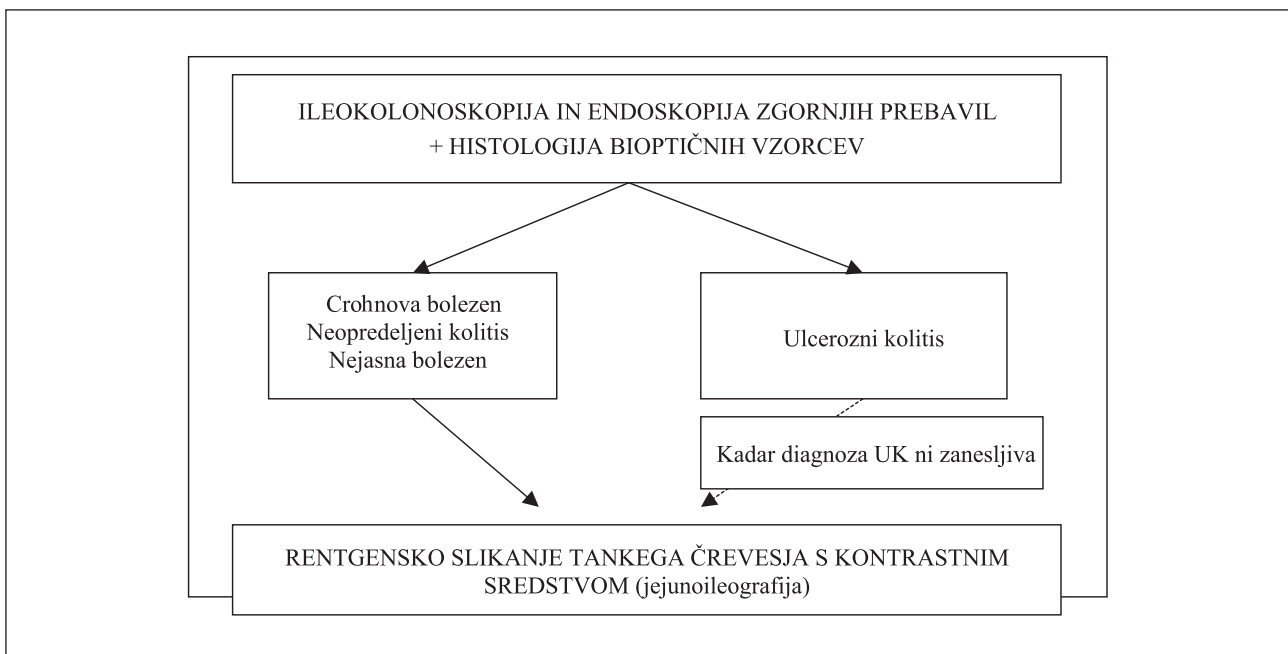 ILEOKOLONOSKOPIJA IN ENDOSKOPIJA ZGORNJIH PREBAVIL
+ HISTOLOGIJA BIOPTIČNIH VZORCEV
Crohnova bolezen
Neopredeljeni kolitis
Nejasna bolezen
Ulcerozni kolitis
Kadar diagnoza UK ni zanesljiva
RENTGENSKO SLIKANJE TANKEGA ČREVESJA S KONTRASTNIM
SREDSTVOM (jejunoileografija)